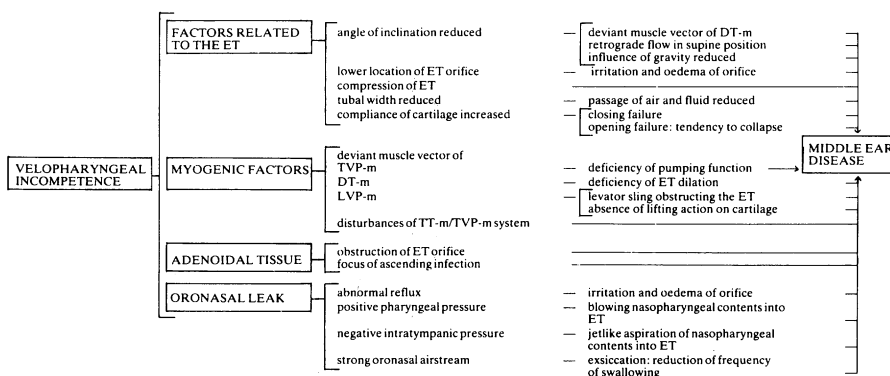 FACTORS RELATED
TO THE ET
angle of inclination reduced
deviant muscle vector of DT-m
retrograde flow in supine position
influence of gravity reduced
lower location of ET orifice
irritation and oedema of orifice
compression of ET
tubal width reduced
passage of air and fluid reduced
compliance of cartilage increased
closing failure
opening failure: tendency to collapse
VELOPHARYNGEAL
INCOMPETENCE
MYOGENIC FACTORS
deviant muscle vector of
TVP-m
deficiency of pumping function
DT-m
deficiency of ET dilation
LVP-m
levator sling obstructing the ET
absence of lifting action on cartilage
disturbances of TT-m/TVP-m system
MIDDLE EAR
DISEASE
ADENOIDAL TISSUE
obstruction of ET orifice
focus of ascending infection
ORONASAL LEAK
abnormal reflux
irritation and oedema of orifice
positive pharyngeal pressure
blowing nasopharyngeal contents into
ET
negative intratympanic pressure
jetlike aspiration of nasopharyngeal
contents into ET
strong oronasal airstream
exsiccation: reduction of frequency
of swallowing